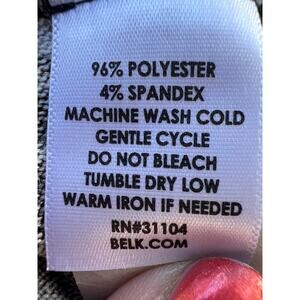 96% POLYESTER
4% SPANDEX
MACHINE WASH COLD
GENTLE CYCLE
DO NOT BLEACH
TUMBLE DRY LOW
WARM IRON IF NEEDED
RN#31104
BELK.COM